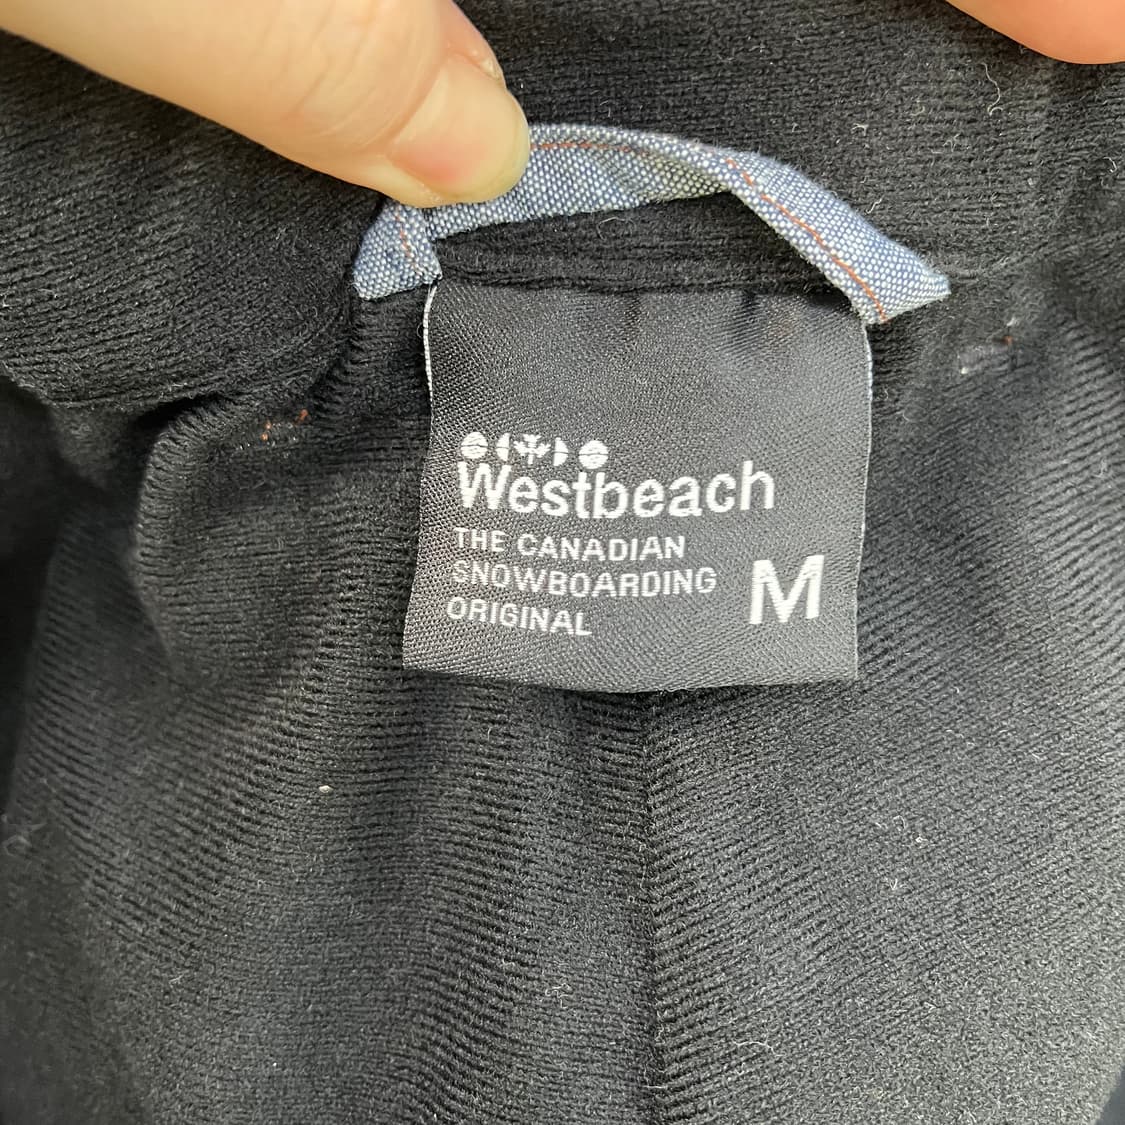 Westbeach
THE CANADIAN
SNOWBOARDING
ORIGINAL
M